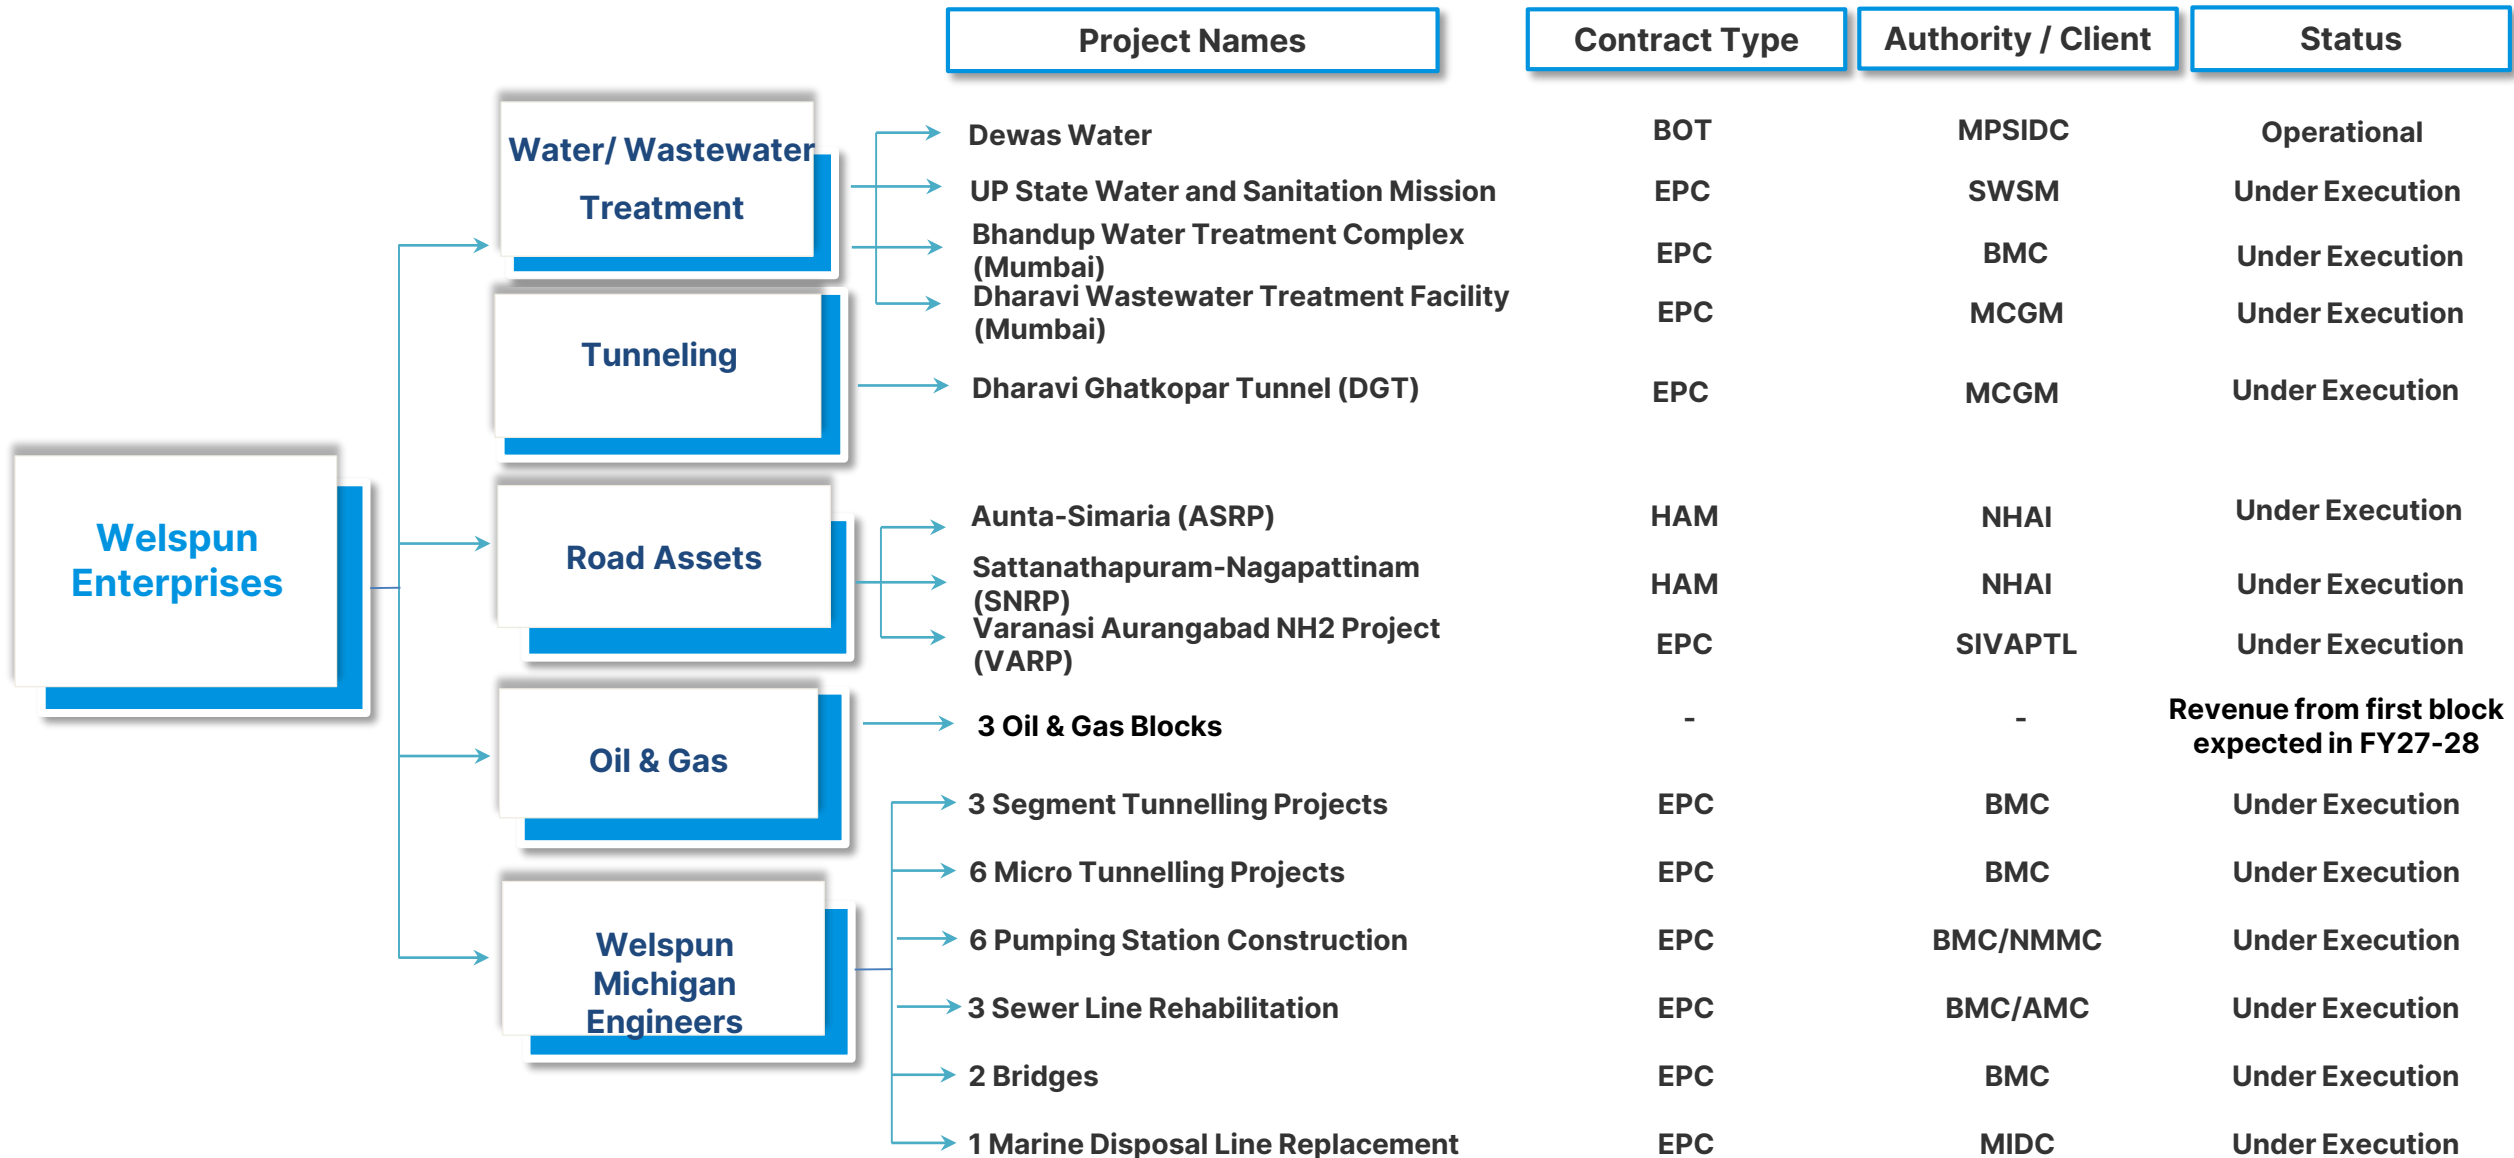 Project Names
Contract Type
Authority / Client
Status
Welspun
Enterprises
Water/ Wastewater
Treatment
Dewas Water
BOT
MPSIDC
Operational
UP State Water and Sanitation Mission
EPC
SWSM
Under Execution
Bhandup Water Treatment Complex
(Mumbai)
EPC
BMC
Under Execution
Dharavi Wastewater Treatment Facility
(Mumbai)
EPC
MCGM
Under Execution
Tunneling
Dharavi Ghatkopar Tunnel (DGT)
EPC
MCGM
Under Execution
Road Assets
Aunta-Simaria (ASRP)
HAM
NHAI
Under Execution
Sattanathapuram-Nagapattinam
(SNRP)
HAM
NHAI
Under Execution
Varanasi Aurangabad NH2 Project
(VARP)
EPC
SIVAPTL
Under Execution
Oil & Gas
3 Oil & Gas Blocks
-
-
Revenue from first block
expected in FY27-28
Welspun
Michigan
Engineers
3 Segment Tunnelling Projects
EPC
BMC
Under Execution
6 Micro Tunnelling Projects
EPC
BMC
Under Execution
6 Pumping Station Construction
EPC
BMC/NMMC
Under Execution
3 Sewer Line Rehabilitation
EPC
BMC/AMC
Under Execution
2 Bridges
EPC
BMC
Under Execution
1 Marine Disposal Line Replacement
EPC
MIDC
Under Execution